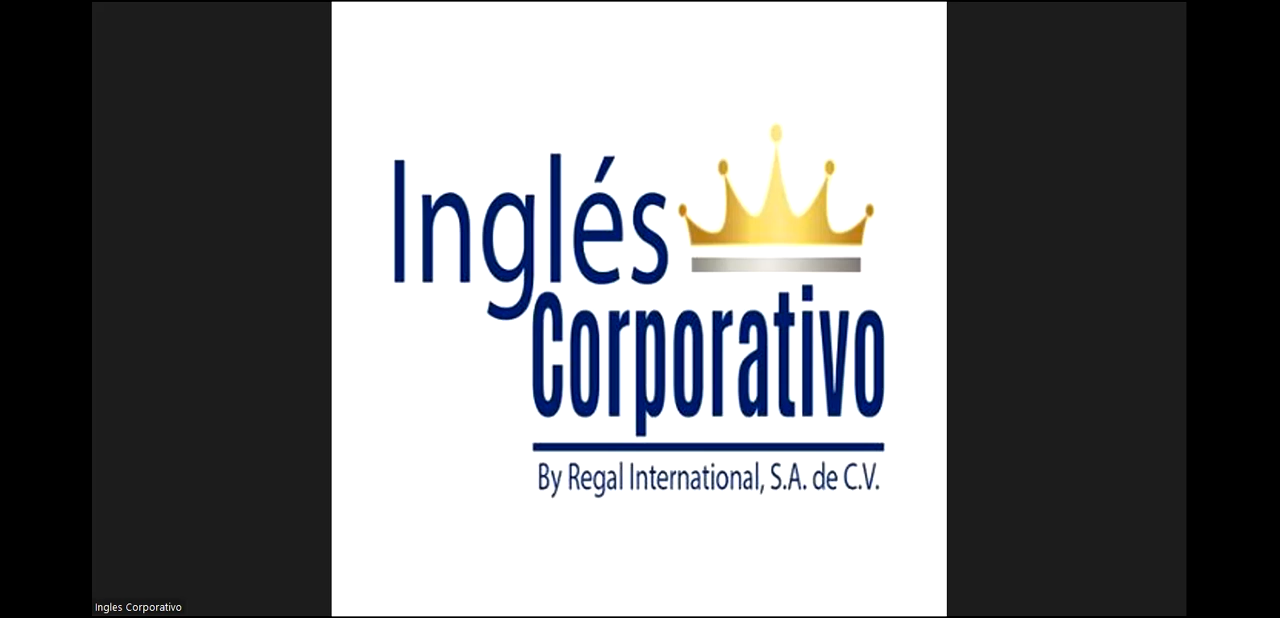 Inglés
Corporativo
By Regal International, S.A. de C.V.
Ingles Corporativo